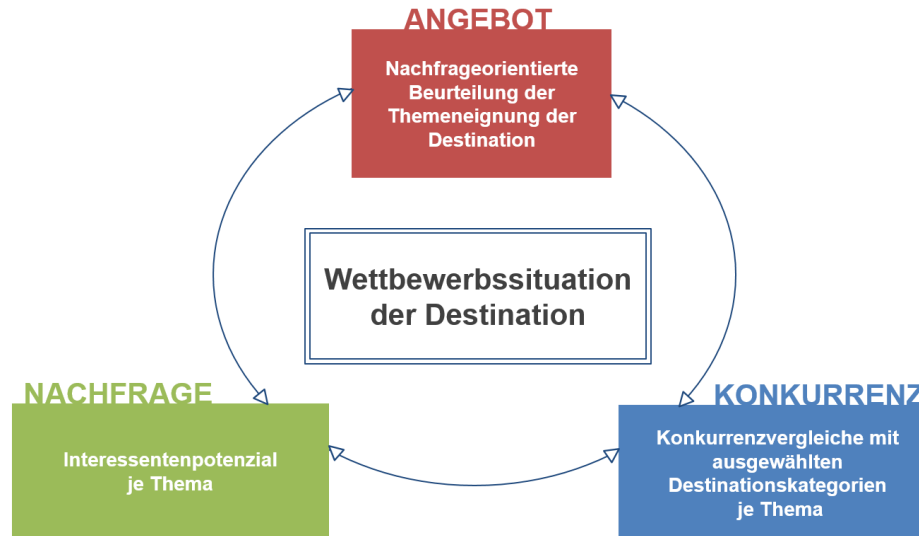 ANGEBOT
Nachfrageorientierte
Beurteilung der
Themeneignung der
Destination
Wettbewerbssituation
der Destination
NACHFRAGE
Interessentenpotenzial
je Thema
KONKURRENZ
Konkurrenzvergleiche mit
ausgewählten
Destinationskategorien
je Thema